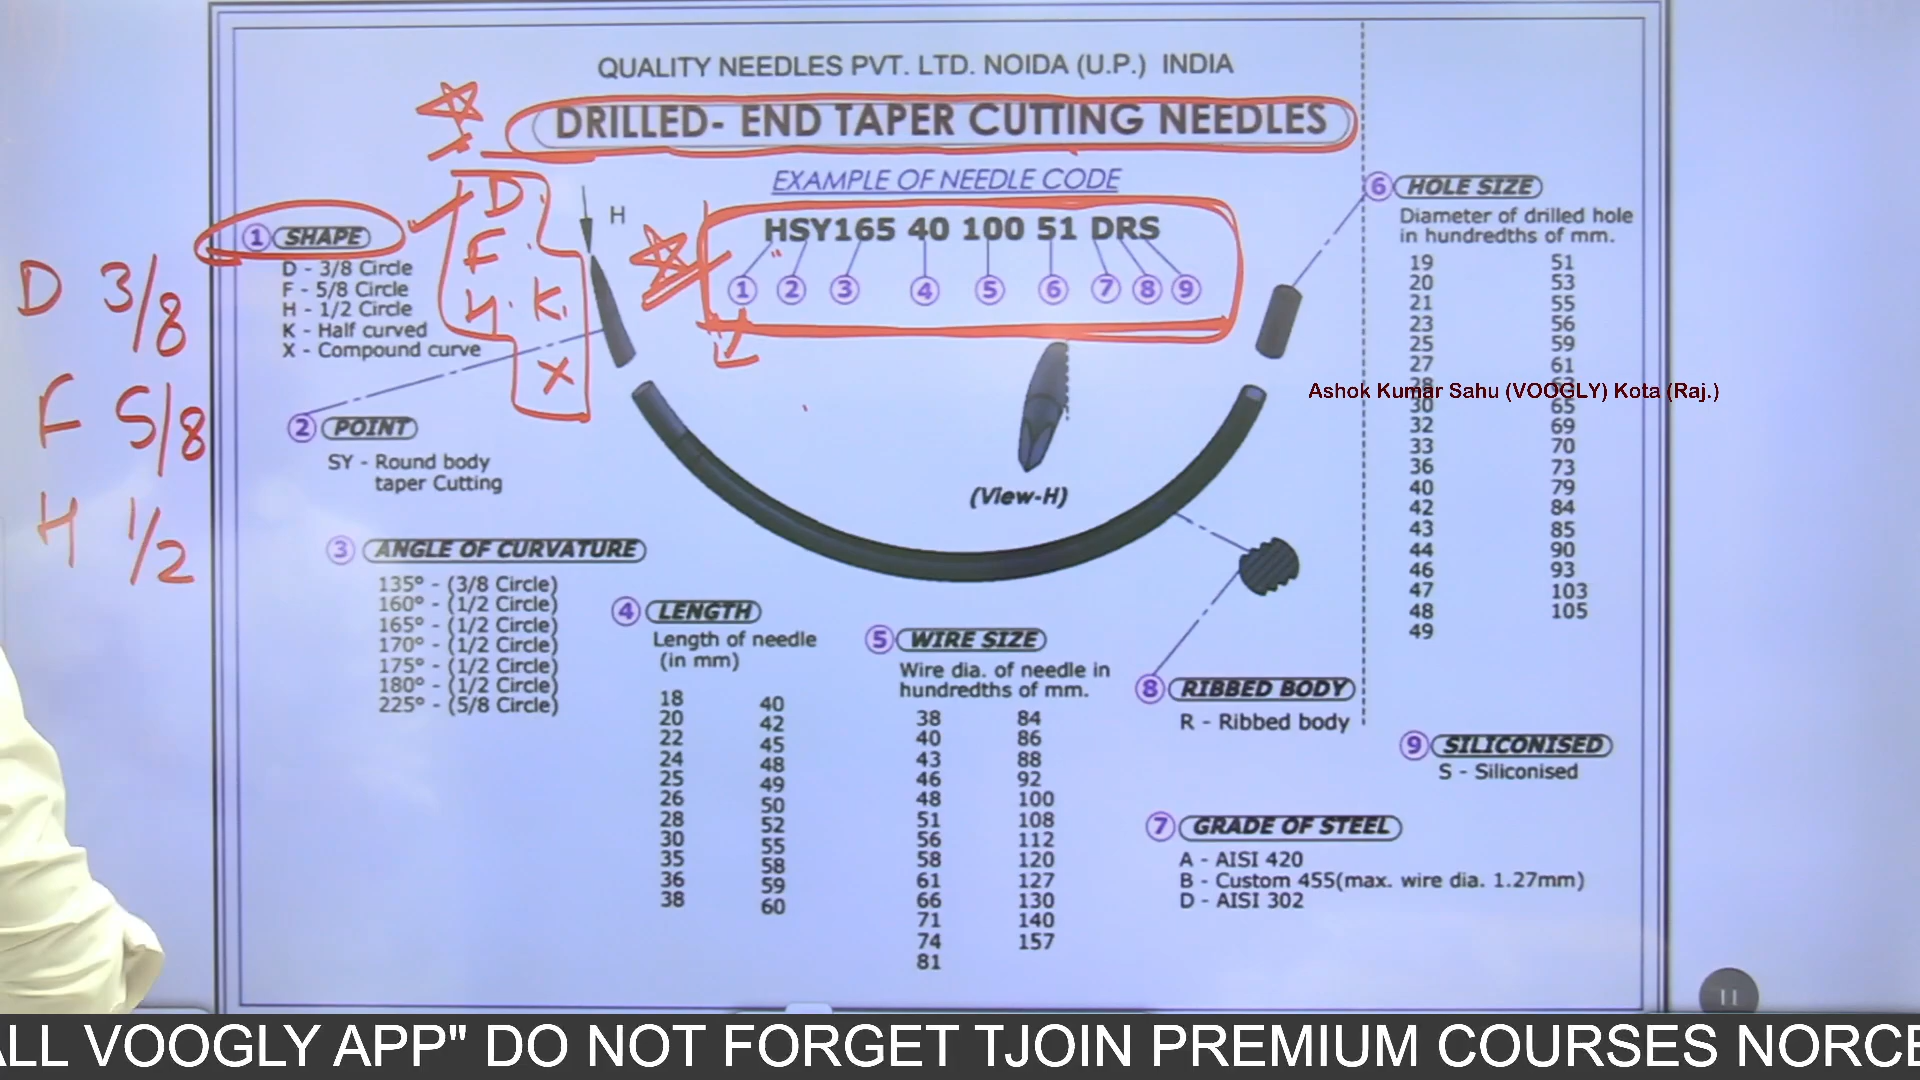 QUALITY NEEDLES PVT. LTD. NOIDA (U.P.) INDIA
DRILLED- END TAPER CUTTING NEEDLES
EXAMPLE OF NEEDLE CODE
HSY165 40 100 51 DRS
1 2 3 4 5 6 7 8 9
H
(View-H)
1 SHAPE
D - 3/8 Circle
F - 5/8 Circle
H - 1/2 Circle
K - Half curved
X - Compound curve
D
F
H K
X
D 3/8
F 5/8
H 1/2
2 POINT
SY - Round body
taper Cutting
3 ANGLE OF CURVATURE
135° - (3/8 Circle)
160° - (1/2 Circle)
165° - (1/2 Circle)
170° - (1/2 Circle)
175° - (1/2 Circle)
180° - (1/2 Circle)
225° - (5/8 Circle)
4 LENGTH
Length of needle
(in mm)
18 40
20 42
22 45
24 48
25 49
26 50
28 52
30 55
35 58
36 59
38 60
5 WIRE SIZE
Wire dia. of needle in
hundredths of mm.
38 84
40 86
43 88
46 92
48 100
51 108
56 112
58 120
61 127
66 130
71 140
74 157
81
6 HOLE SIZE
Diameter of drilled hole
in hundredths of mm.
19 51
20 53
21 55
23 56
25 59
27 61
Ashok Kumar Sahu (VOOGLY) Kota (Raj.)
30 65
32 69
33 70
36 73
40 79
42 84
43 85
44 90
46 93
47 103
48 105
49
8 RIBBED BODY
R - Ribbed body
9 SILICONISED
S - Siliconised
7 GRADE OF STEEL
A - AISI 420
B - Custom 455(max. wire dia. 1.27mm)
D - AISI 302
11
ALL VOOGLY APP" DO NOT FORGET TJOIN PREMIUM COURSES NORCE